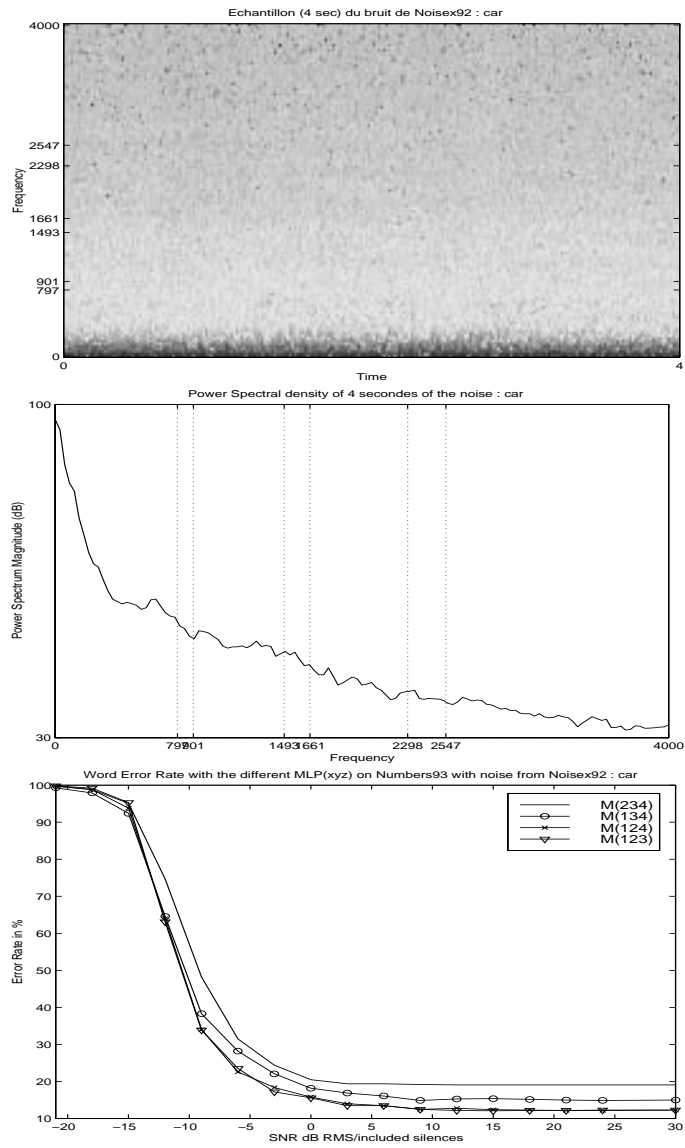 Echantillon (4 sec) du bruit de Noisex92 : car
4000
2547
2298
1661
1493
901
797
0
Frequency
0 4
Time
Power Spectral density of 4 secondes of the noise : car
100
30
Power Spectrum Magnitude (dB)
0 797 901 1493 1661 2298 2547 4000
Frequency
Word Error Rate with the different MLP(xyz) on Numbers93 with noise from Noisex92 : car
100
90
80
70
60
50
40
30
20
10
Error Rate in %
M(234)
M(134)
M(124)
M(123)
−20 −15 −10 −5 0 5 10 15 20 25 30
SNR dB RMS/included silences